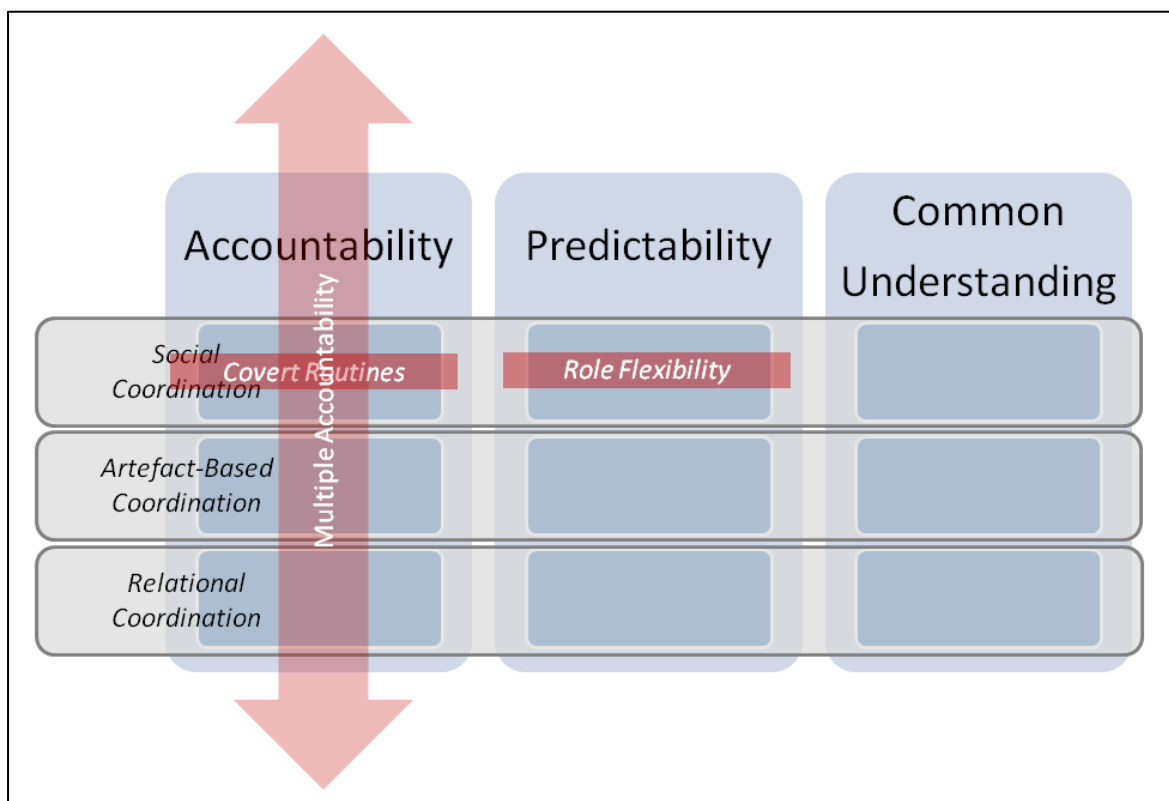 Accountability
Predictability
Common
Understanding
Multiple Accountability
Social
Coordination
Covert Routines
Role Flexibility
Artefact-Based
Coordination
Relational
Coordination